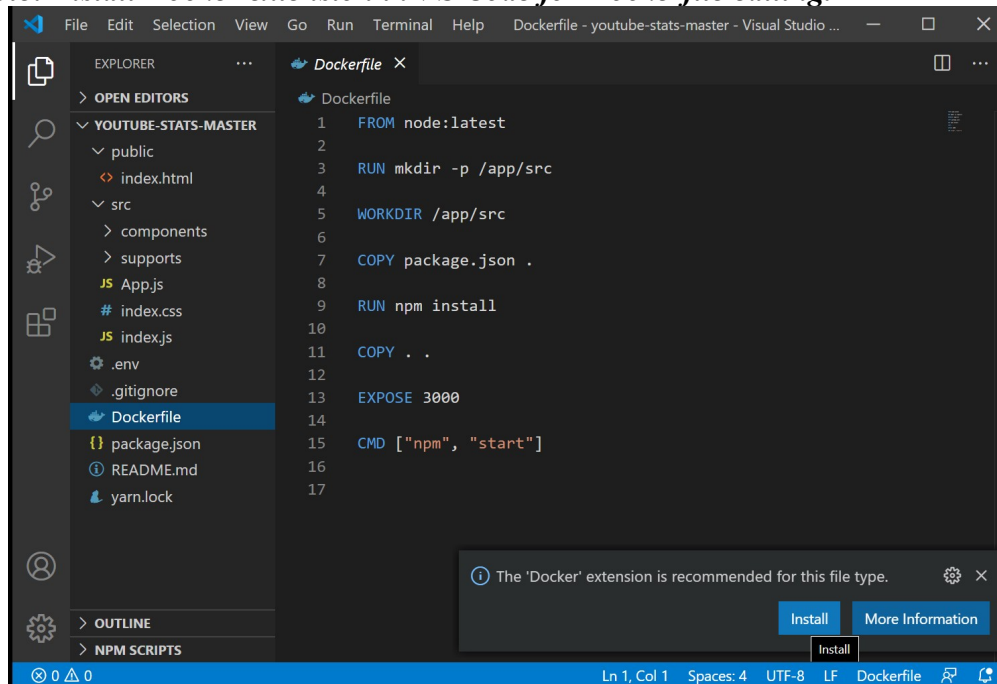 File Edit Selection View Go Run Terminal Help Dockerfile - youtube-stats-master - Visual Studio ...
EXPLORER ...
OPEN EDITORS
YOUTUBE-STATS-MASTER
public
<> index.html
src
components
supports
JS App.js
# index.css
JS index.js
.env
.gitignore
Dockerfile
{} package.json
README.md
yarn.lock
OUTLINE
NPM SCRIPTS
Dockerfile
Dockerfile
1 FROM node:latest
2
3 RUN mkdir -p /app/src
4
5 WORKDIR /app/src
6
7 COPY package.json .
8
9 RUN npm install
10
11 COPY . .
12
13 EXPOSE 3000
14
15 CMD ["npm", "start"]
16
17
The 'Docker' extension is recommended for this file type.
Install More Information
Install
0 0 Ln 1, Col 1 Spaces: 4 UTF-8 LF Dockerfile